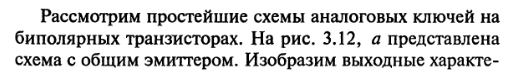 Рассмотрим простейшие схемы аналоговых ключей на
биполярных транзисторах. На рис. 3.12, а представлена
схема с общим эмиттером. Изобразим выходные характе-